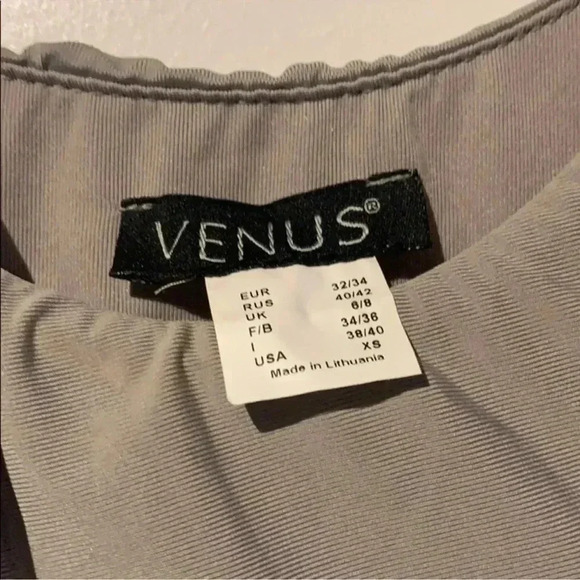 VENUS®
EUR 32/34
RUS 40/42
UK 6/8
F/B 34/36
I 38/40
USA XS
Made in Lithuania